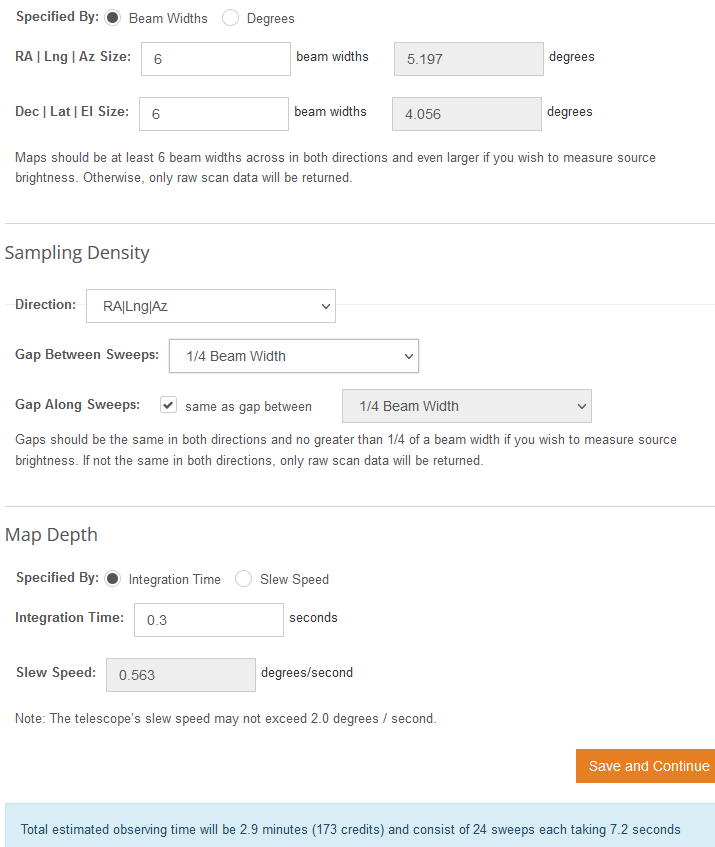 Specified By: Beam Widths Degrees
RA | Lng | Az Size: 6 beam widths 5.197 degrees
Dec | Lat | El Size: 6 beam widths 4.056 degrees
Maps should be at least 6 beam widths across in both directions and even larger if you wish to measure source
brightness. Otherwise, only raw scan data will be returned.
Sampling Density
Direction: RA|Lng|Az
Gap Between Sweeps: 1/4 Beam Width
Gap Along Sweeps: same as gap between 1/4 Beam Width
Gaps should be the same in both directions and no greater than 1/4 of a beam width if you wish to measure source
brightness. If not the same in both directions, only raw scan data will be returned.
Map Depth
Specified By: Integration Time Slew Speed
Integration Time: 0.3 seconds
Slew Speed: 0.563 degrees/second
Note: The telescope's slew speed may not exceed 2.0 degrees / second.
Save and Continue
Total estimated observing time will be 2.9 minutes (173 credits) and consist of 24 sweeps each taking 7.2 seconds